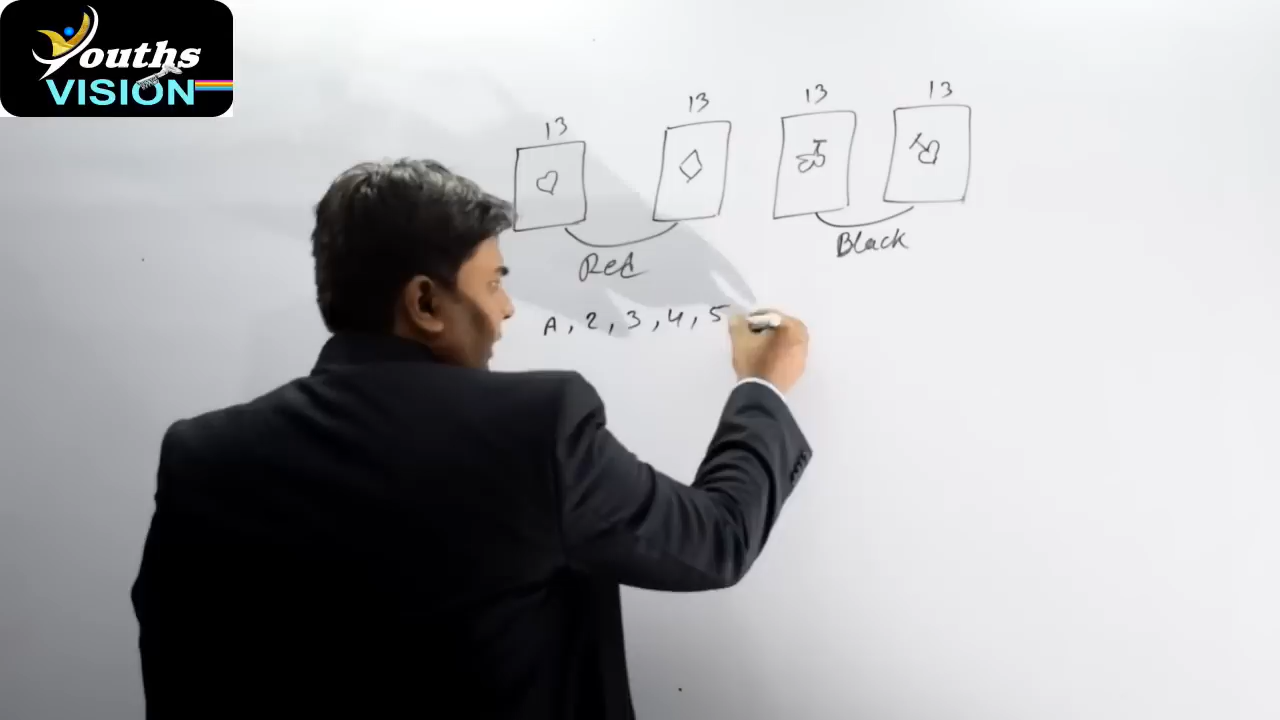 Youths
VISION
13 13 13 13
Red
Black
A, 2, 3, 4, 5